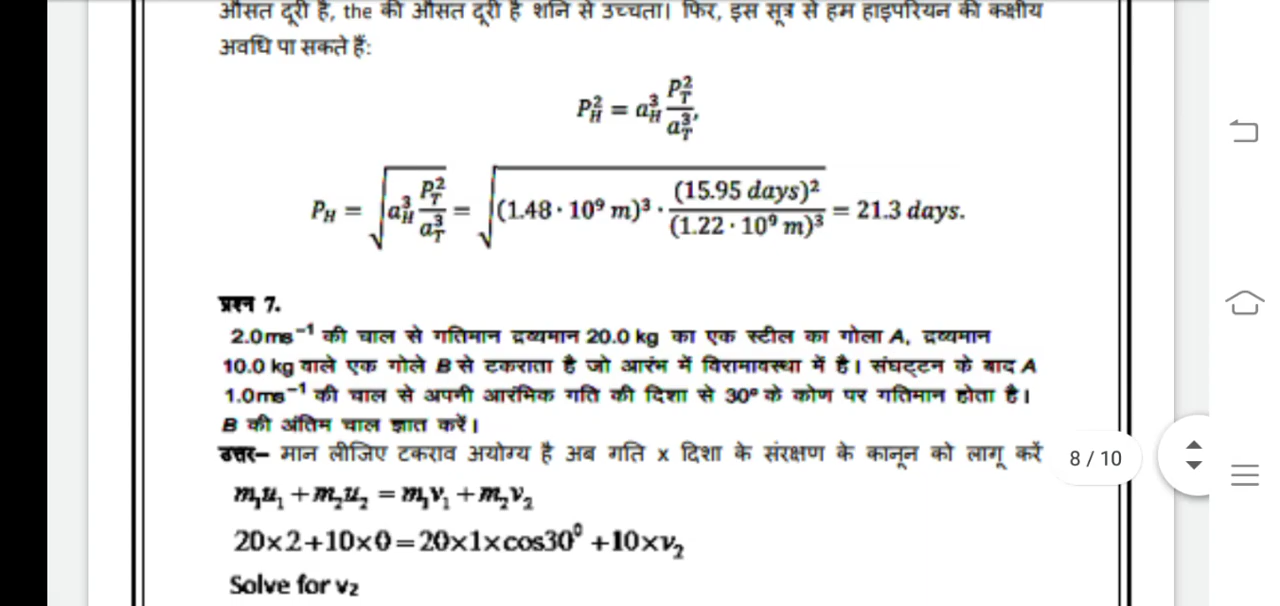 औसत दूरी है, the की औसत दूरी है शनि से उच्चता। फिर, इस सूत्र से हम हाइपरियन की कक्षीय
अवधि पा सकते हैं:
P_H^2 = a_H^3 P_T^2/a_T^3,
P_H = √(a_H^3 P_T^2/a_T^3) = √((1.48 · 10⁹ m)³ · (15.95 days)²/(1.22 · 10⁹ m)³) = 21.3 days.
प्रश्न 7.
2.0ms⁻¹ की चाल से गतिमान द्रव्यमान 20.0 kg का एक स्टील का गोला A, द्रव्यमान
10.0 kg वाले एक गोले B से टकराता है जो आरंभ में विरामावस्था में है। संघट्टन के बाद A
1.0ms⁻¹ की चाल से अपनी आरंमिक गति की दिशा से 30° के कोण पर गतिमान होता है।
B की अंतिम चाल ज्ञात करें।
उत्तर– मान लीजिए टकराव अयोग्य है अब गति x दिशा के संरक्षण के कानून को लागू करें
m₁u₁ + m₂u₂ = m₁v₁ + m₂v₂
20×2+10×0=20×1×cos30⁰ +10×v₂
Solve for v₂
8 / 10